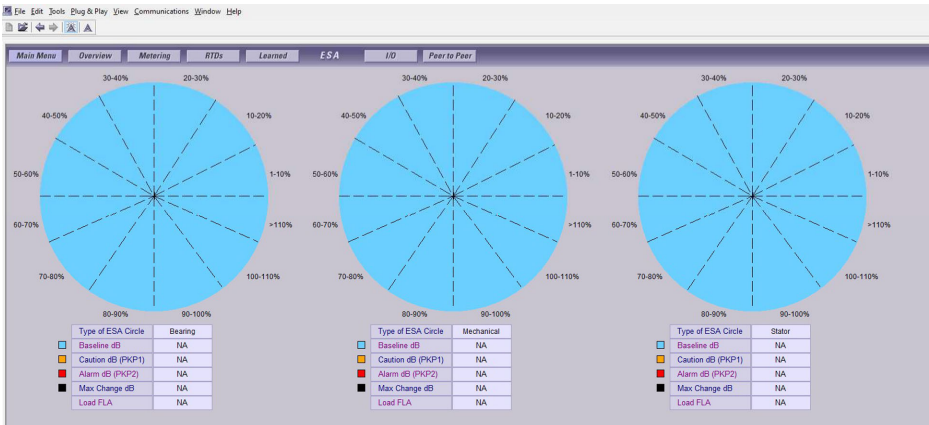 File Edit Tools Plug & Play View Communications Window Help
Main Menu Overview Metering RTDs Learned ESA I/O Peer to Peer
30-40% 20-30% 30-40% 20-30% 30-40% 20-30%
40-50% 10-20% 40-50% 10-20% 40-50% 10-20%
50-60% 1-10% 50-60% 1-10% 50-60% 1-10%
60-70% >110% 60-70% >110% 60-70% >110%
70-80% 100-110% 70-80% 100-110% 70-80% 100-110%
80-90% 90-100% 80-90% 90-100% 80-90% 90-100%
Type of ESA Circle Bearing Type of ESA Circle Mechanical Type of ESA Circle Stator
Baseline dB NA Baseline dB NA Baseline dB NA
Caution dB (PKP1) NA Caution dB (PKP1) NA Caution dB (PKP1) NA
Alarm dB (PKP2) NA Alarm dB (PKP2) NA Alarm dB (PKP2) NA
Max Change dB NA Max Change dB NA Max Change dB NA
Load FLA NA Load FLA NA Load FLA NA